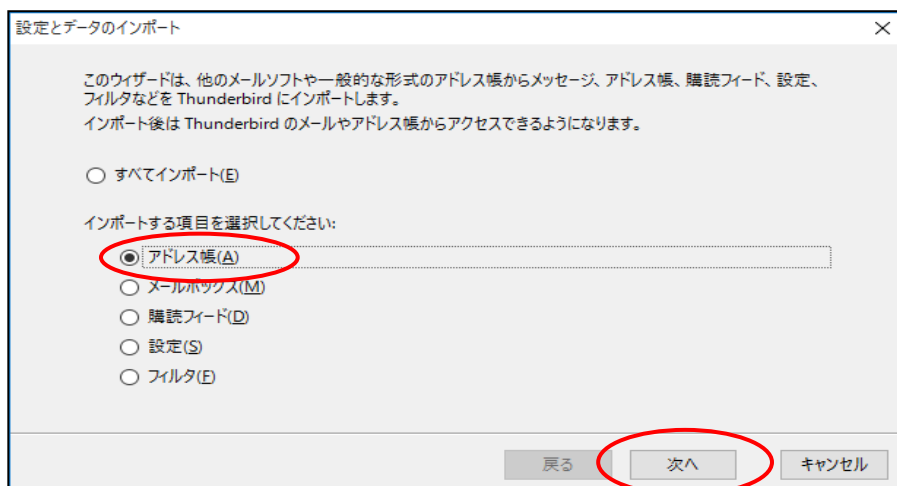 設定とデータのインポート
このウィザードは、他のメールソフトや一般的な形式のアドレス帳からメッセージ、アドレス帳、購読フィード、設定、
フィルタなどを Thunderbird にインポートします。
インポート後は Thunderbird のメールやアドレス帳からアクセスできるようになります。
すべてインポート(E)
インポートする項目を選択してください:
アドレス帳(A)
メールボックス(M)
購読フィード(D)
設定(S)
フィルタ(F)
戻る 次へ キャンセル